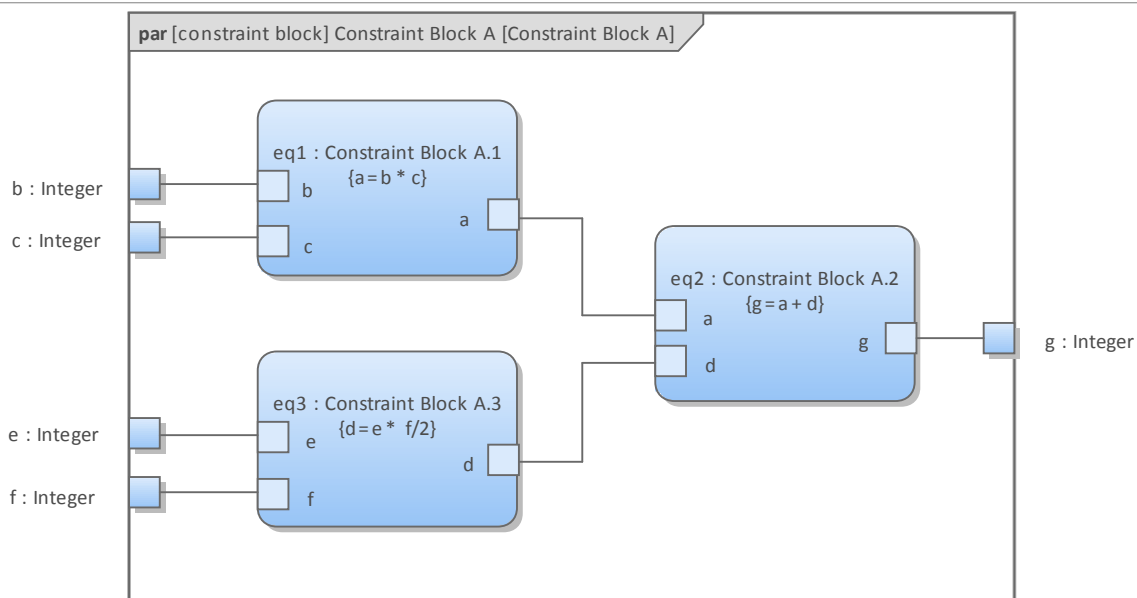 par [constraint block] Constraint Block A [Constraint Block A]
eq1 : Constraint Block A.1
{a=b * c}
b : Integer
b
a
c : Integer
c
eq2 : Constraint Block A.2
{g=a + d}
a
g
g : Integer
d
eq3 : Constraint Block A.3
{d=e * f/2}
e : Integer
e
d
f : Integer
f